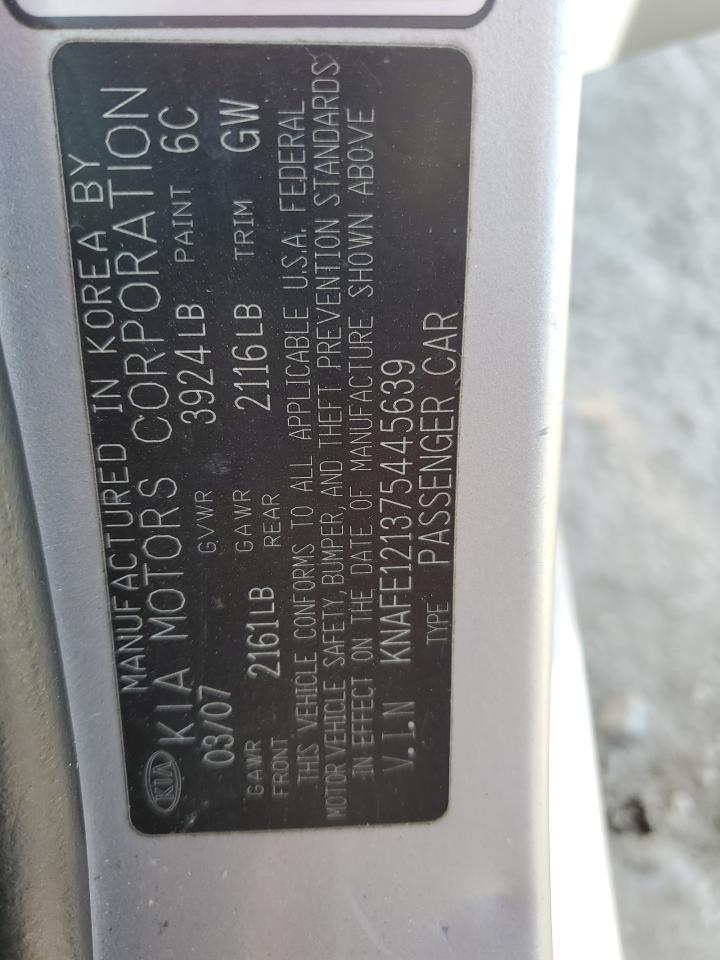 MANUFACTURED IN KOREA BY
KIA KIA MOTORS CORPORATION
03/07 GVWR 3924LB PAINT 6C
GAWR FRONT 2161LB GAWR REAR 2116LB TRIM GW
THIS VEHICLE CONFORMS TO ALL APPLICABLE U.S.A. FEDERAL
MOTOR VEHICLE SAFETY, BUMPER, AND THEFT PREVENTION STANDARDS
IN EFFECT ON THE DATE OF MANUFACTURE SHOWN ABOVE
V.I.N KNAFE121375445639
TYPE PASSENGER CAR